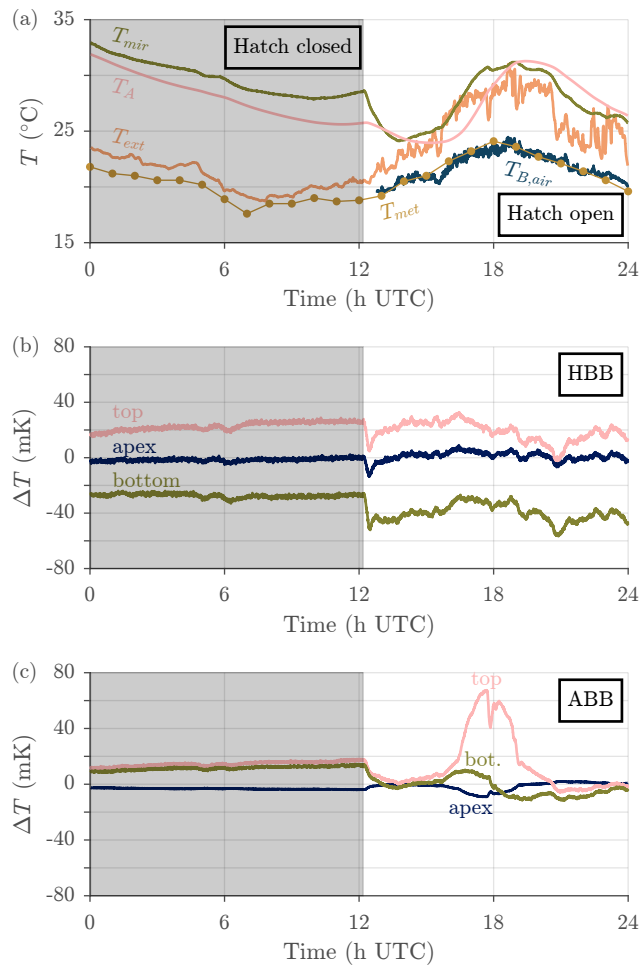 (a)
35
25
15
T (°C)
T_mir
Hatch closed
T_A
T_ext
T_met
T_B,air
Hatch open
0 6 12 18 24
Time (h UTC)
(b)
80
40
0
-40
-80
ΔT (mK)
HBB
top
apex
bottom
0 6 12 18 24
Time (h UTC)
(c)
80
40
0
-40
-80
ΔT (mK)
top
ABB
bot.
apex
0 6 12 18 24
Time (h UTC)